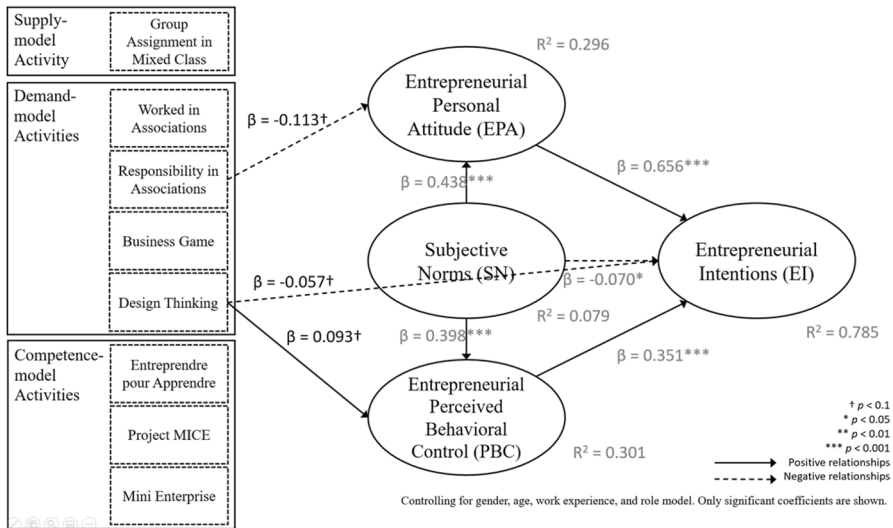 Supply-
model
Activity
Group
Assignment in
Mixed Class
Demand-
model
Activities
Worked in
Associations
Responsibility in
Associations
Business Game
Design Thinking
Competence-
model
Activities
Entreprendre
pour Apprendre
Project MICE
Mini Enterprise
β = -0.113†
β = -0.057†
β = 0.093†
R² = 0.296
Entrepreneurial
Personal
Attitude (EPA)
β = 0.438***
β = 0.656***
Subjective
Norms (SN)
β = -0.070*
R² = 0.079
β = 0.398***
β = 0.351***
Entrepreneurial
Intentions (EI)
R² = 0.785
Entrepreneurial
Perceived
Behavioral
Control (PBC)
R² = 0.301
† p < 0.1
* p < 0.05
** p < 0.01
*** p < 0.001
Positive relationships
Negative relationships
Controlling for gender, age, work experience, and role model. Only significant coefficients are shown.